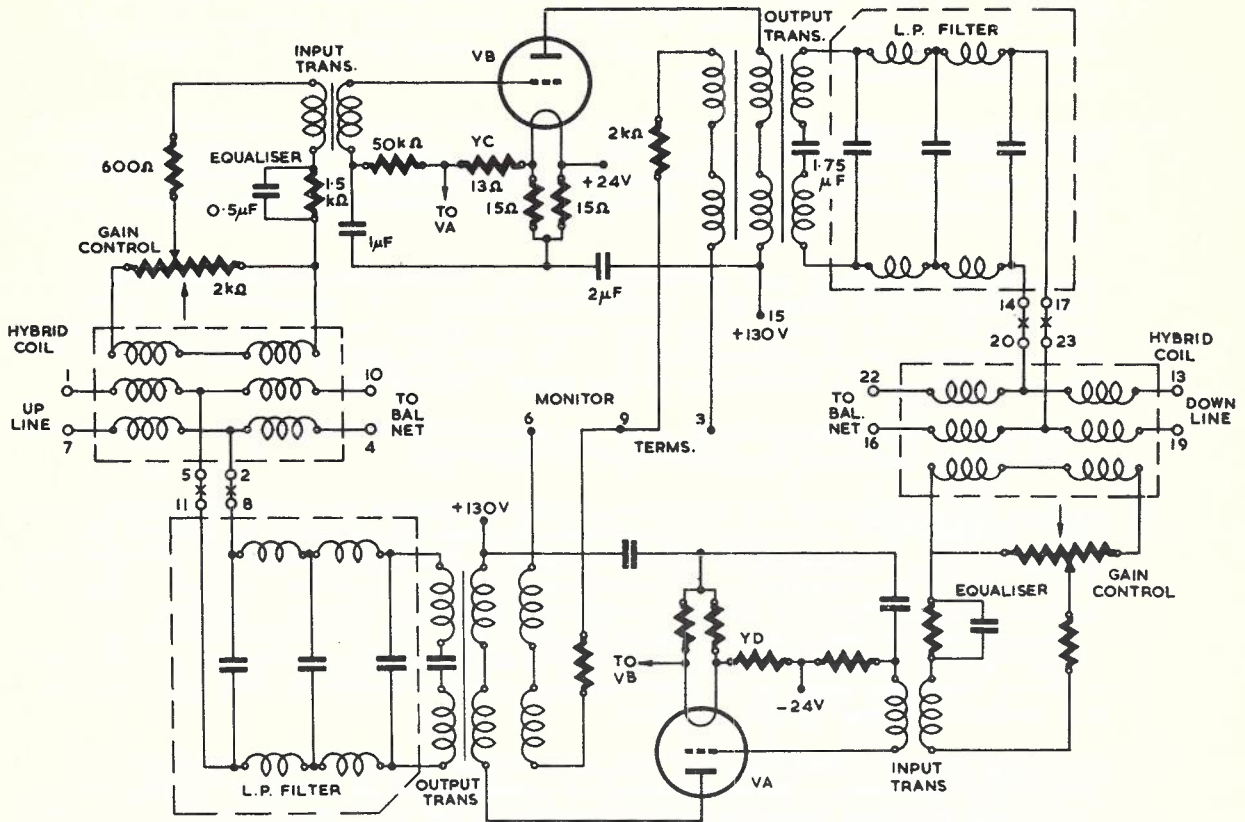 OUTPUT
TRANS.
L.P. FILTER
INPUT
TRANS.
VB
2kΩ
50kΩ
YC
600Ω
EQUALISER
1.5
kΩ
0.5μF
13Ω
+24V
1.75
μF
15Ω
15Ω
TO
VA
GAIN
CONTROL
1μF
2kΩ
2μF
15
+130V
14
17
20
23
HYBRID
COIL
HYBRID
COIL
1
10
22
13
UP
LINE
TO
BAL
NET
MONITOR
6
9
3
TERMS.
TO
BAL.
NET
DOWN
LINE
7
4
16
19
5
2
11
8
+130V
EQUALISER
GAIN
CONTROL
YD
TO
VB
-24V
L.P. FILTER
OUTPUT
TRANS
VA
INPUT
TRANS